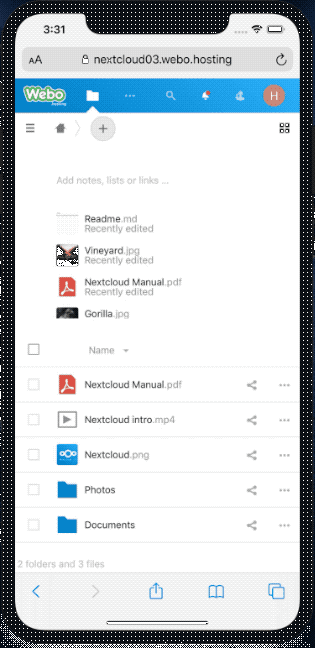 3:31
AA nextcloud03.webo.hosting
Webo
.hosting
H
Add notes, lists or links ...
Readme.md
Recently edited
Vineyard.jpg
Recently edited
Nextcloud Manual.pdf
Recently edited
Gorilla.jpg
Name
Nextcloud Manual.pdf
Nextcloud intro.mp4
Nextcloud.png
Photos
Documents
2 folders and 3 files